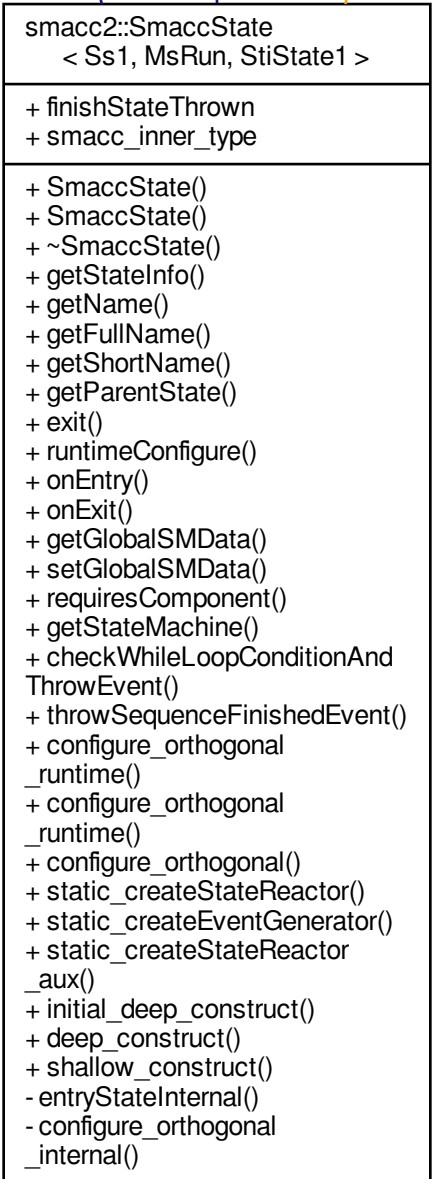 smacc2::SmaccState
< Ss1, MsRun, StiState1 >
+ finishStateThrown
+ smacc_inner_type
+ SmaccState()
+ SmaccState()
+ ~SmaccState()
+ getStateInfo()
+ getName()
+ getFullName()
+ getShortName()
+ getParentState()
+ exit()
+ runtimeConfigure()
+ onEntry()
+ onExit()
+ getGlobalSMData()
+ setGlobalSMData()
+ requiresComponent()
+ getStateMachine()
+ checkWhileLoopConditionAnd
ThrowEvent()
+ throwSequenceFinishedEvent()
+ configure_orthogonal
_runtime()
+ configure_orthogonal
_runtime()
+ configure_orthogonal()
+ static_createStateReactor()
+ static_createEventGenerator()
+ static_createStateReactor
_aux()
+ initial_deep_construct()
+ deep_construct()
+ shallow_construct()
- entryStateInternal()
- configure_orthogonal
_internal()